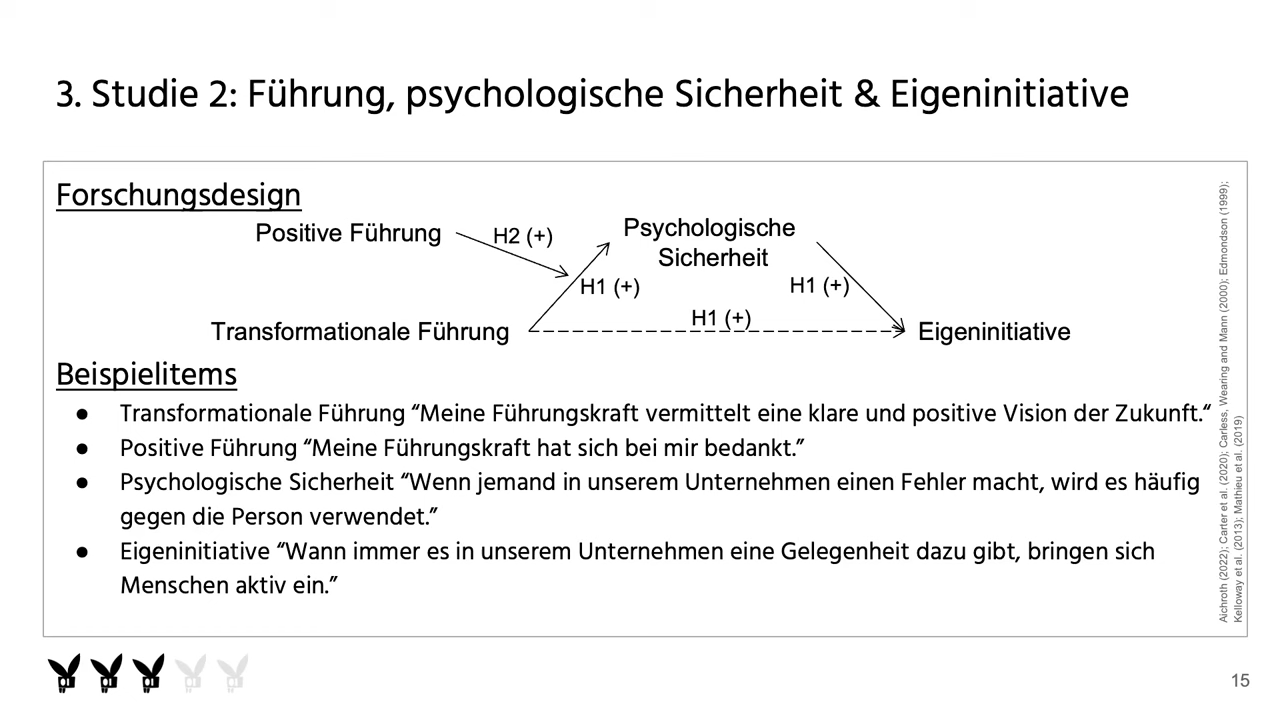 3. Studie 2: Führung, psychologische Sicherheit & Eigeninitiative
Forschungsdesign
Positive Führung
H2 (+)
Psychologische
Sicherheit
H1 (+)
H1 (+)
H1 (+)
Transformationale Führung
Eigeninitiative
Beispielitems
● Transformationale Führung “Meine Führungskraft vermittelt eine klare und positive Vision der Zukunft.“
● Positive Führung “Meine Führungskraft hat sich bei mir bedankt.”
● Psychologische Sicherheit “Wenn jemand in unserem Unternehmen einen Fehler macht, wird es häufig
gegen die Person verwendet.”
● Eigeninitiative “Wann immer es in unserem Unternehmen eine Gelegenheit dazu gibt, bringen sich
Menschen aktiv ein.”
Aichroth (2022); Carter et al. (2020); Carless, Wearing and Mann (2000); Edmondson (1999);
Kelloway et al. (2013); Mathieu et al. (2019)
15